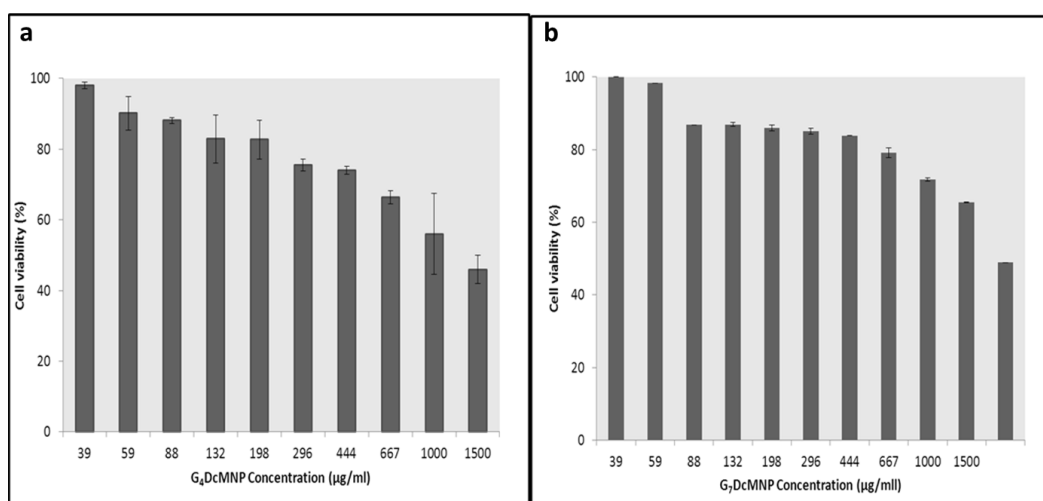 a
100
80
60
40
20
0
Cell viability (%)
39 59 88 132 198 296 444 667 1000 1500
G₄DcMNP Concentration (µg/ml)
b
100
80
60
40
20
0
Cell viability (%)
39 59 88 132 198 296 444 667 1000 1500
G₇DcMNP Concentration (µg/mll)